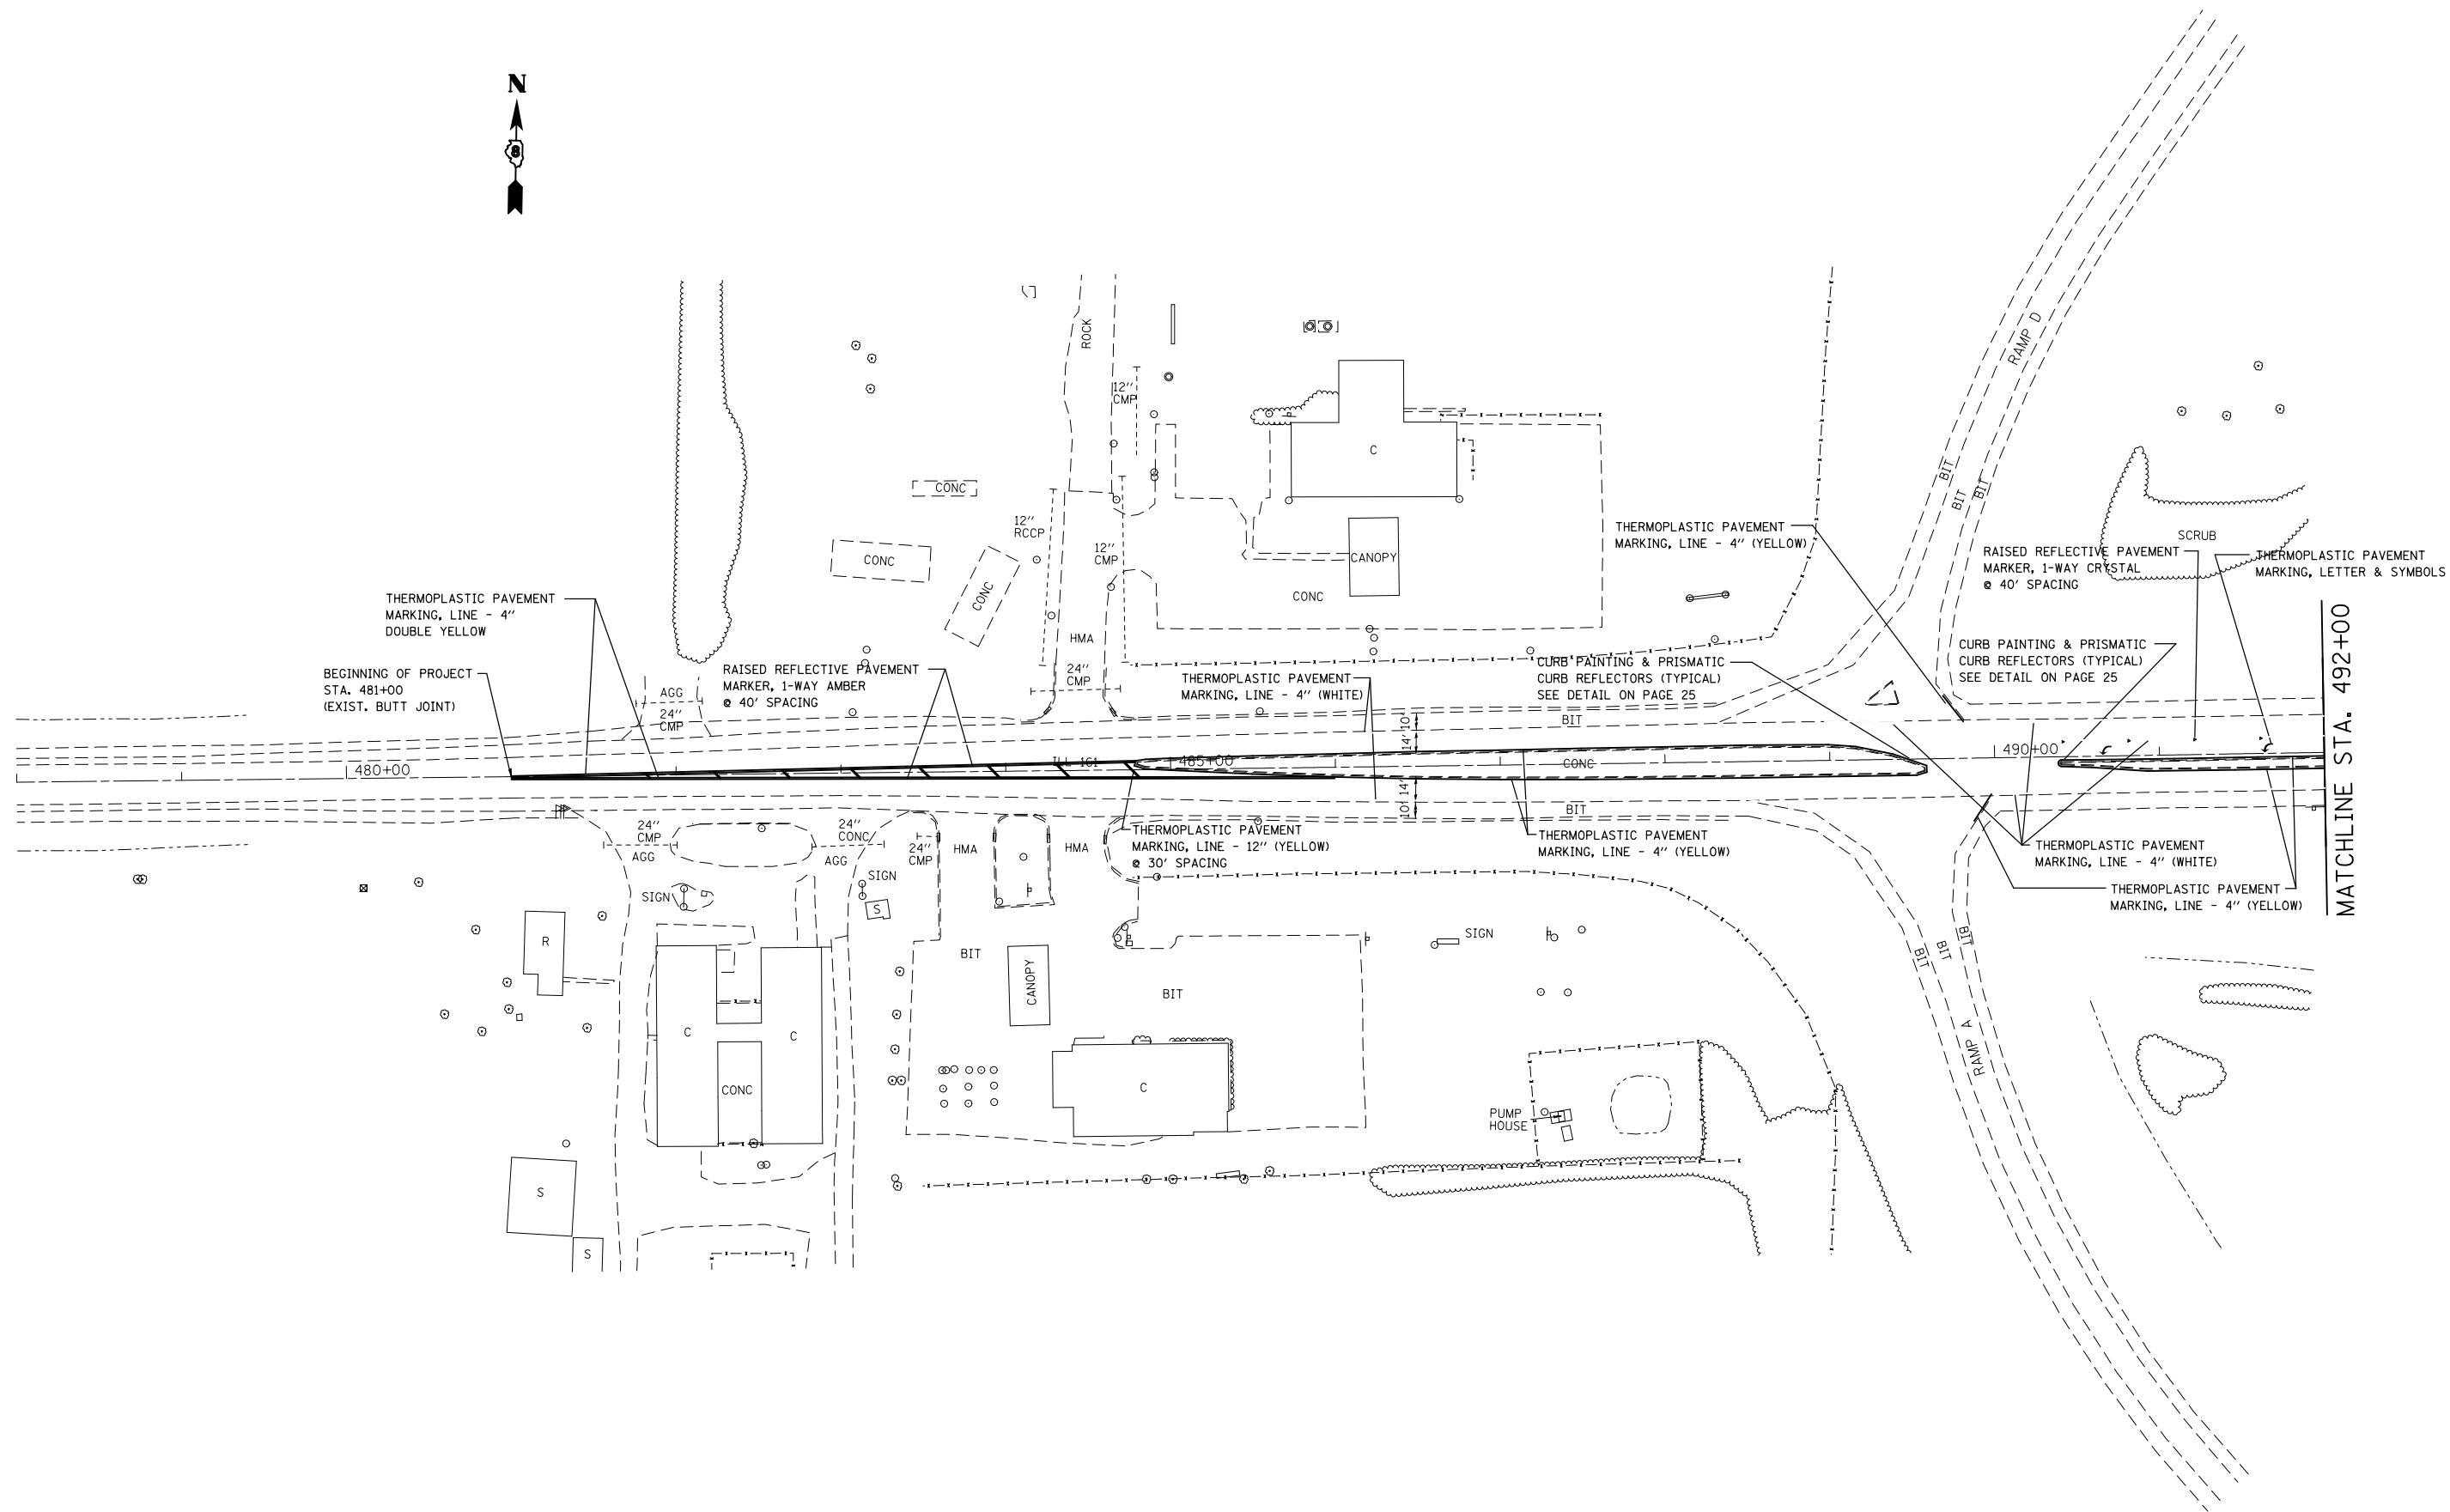 N
8
RAMP D
ROCK
12"
CMP
C
CONC
BIT
BIT
BIT
12"
RCCP
THERMOPLASTIC PAVEMENT
MARKING, LINE - 4" (YELLOW)
SCRUB
RAISED REFLECTIVE PAVEMENT
MARKER, 1-WAY CRYSTAL
@ 40' SPACING
THERMOPLASTIC PAVEMENT
MARKING, LETTER & SYMBOLS
CONC
12"
CMP
CANOPY
CONC
CONC
THERMOPLASTIC PAVEMENT
MARKING, LINE - 4"
DOUBLE YELLOW
HMA
CURB PAINTING & PRISMATIC
CURB REFLECTORS (TYPICAL)
SEE DETAIL ON PAGE 25
BEGINNING OF PROJECT
STA. 481+00
(EXIST. BUTT JOINT)
RAISED REFLECTIVE PAVEMENT
MARKER, 1-WAY AMBER
@ 40' SPACING
24"
CMP
THERMOPLASTIC PAVEMENT
MARKING, LINE - 4" (WHITE)
CURB PAINTING & PRISMATIC
CURB REFLECTORS (TYPICAL)
SEE DETAIL ON PAGE 25
AGG
24"
CMP
10'
14'
BIT
MATCHLINE STA. 492+00
480+00
ILL 161
485+00
CONC
490+00
14'
10'
BIT
24"
CMP
AGG
24"
CONC
AGG
24"
CMP
HMA
HMA
THERMOPLASTIC PAVEMENT
MARKING, LINE - 12" (YELLOW)
@ 30' SPACING
THERMOPLASTIC PAVEMENT
MARKING, LINE - 4" (YELLOW)
THERMOPLASTIC PAVEMENT
MARKING, LINE - 4" (WHITE)
THERMOPLASTIC PAVEMENT
MARKING, LINE - 4" (YELLOW)
SIGN
SIGN
S
R
BIT
CANOPY
BIT
SIGN
BIT
BIT
BIT
C
C
CONC
C
RAMP A
PUMP
HOUSE
S
S